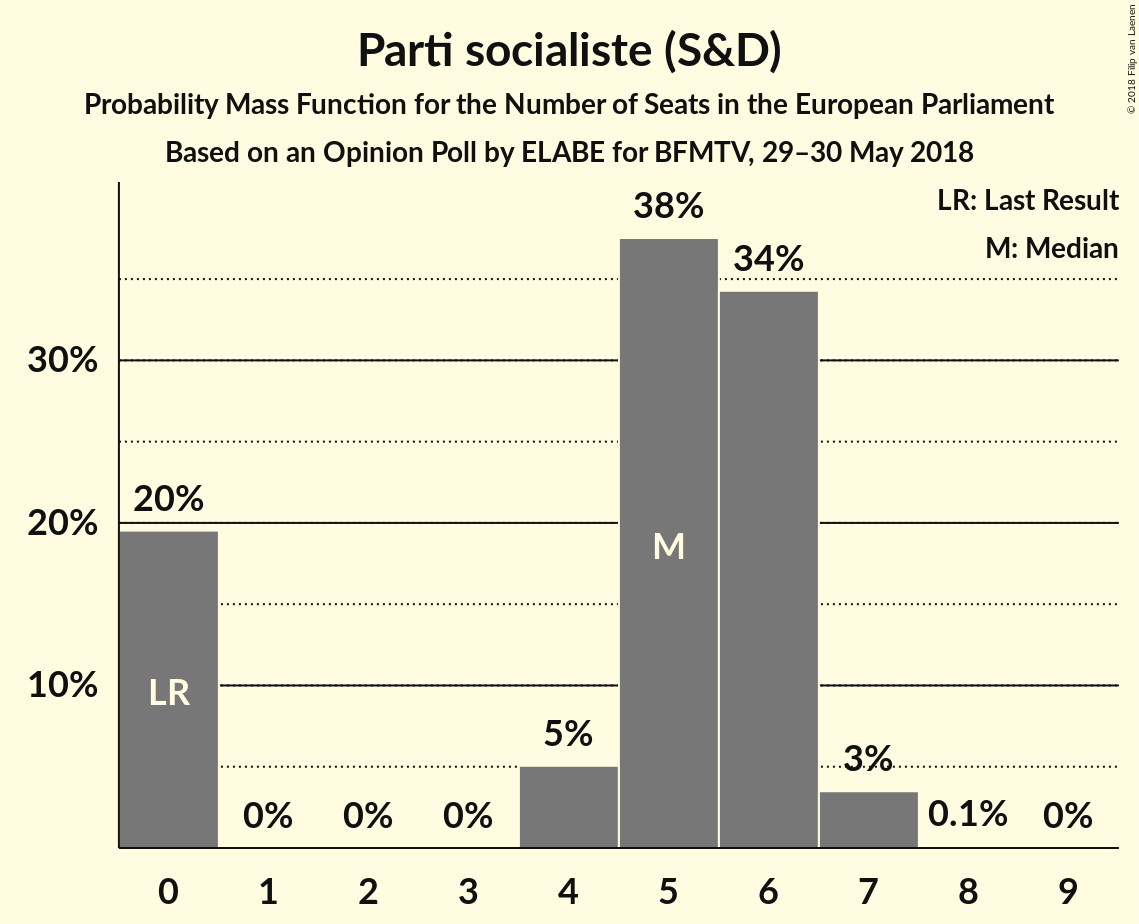 Parti socialiste (S&D)
Probability Mass Function for the Number of Seats in the European Parliament
Based on an Opinion Poll by ELABE for BFMTV, 29–30 May 2018
© 2018 Filip van Laenen
LR: Last Result
M: Median
38%
34%
30%
20%
20%
M
10%
LR
5%
3%
0%
0%
0%
0.1%
0%
0 1 2 3 4 5 6 7 8 9